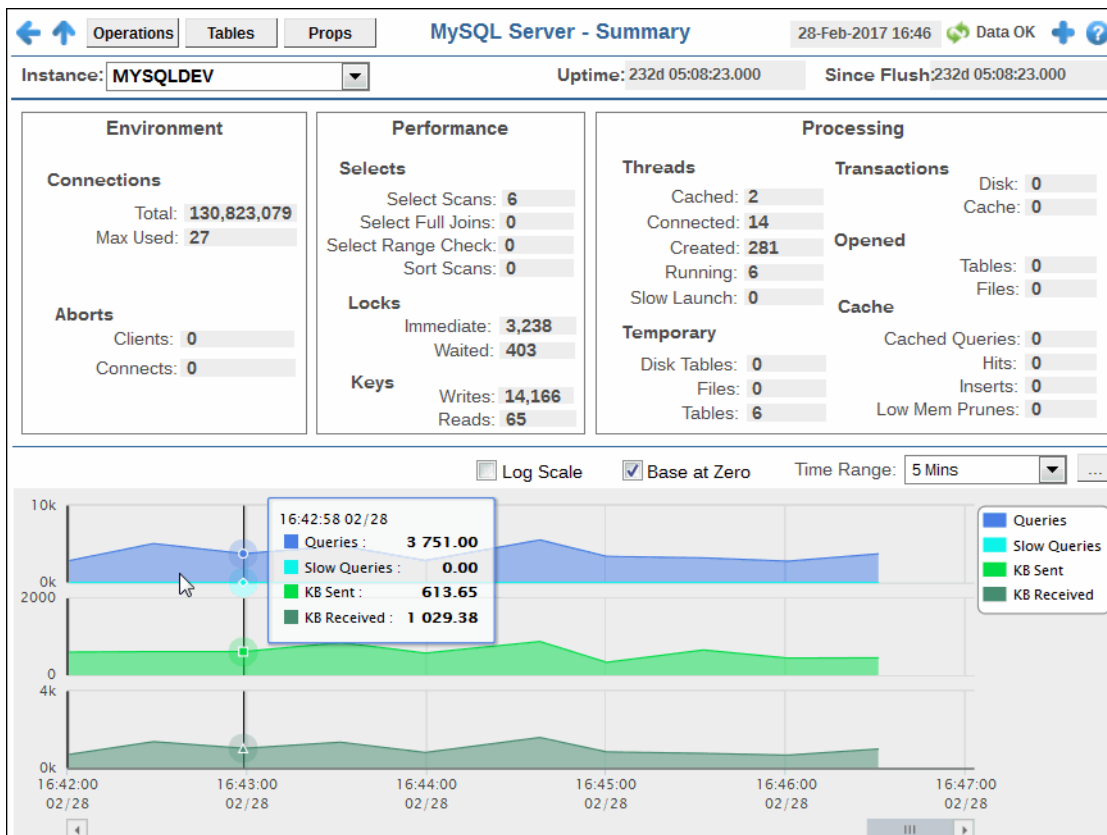 Operations Tables Props MySQL Server - Summary 28-Feb-2017 16:46 Data OK ?
Instance: MYSQLDEV Uptime: 232d 05:08:23.000 Since Flush: 232d 05:08:23.000
Environment
Connections
Total: 130,823,079
Max Used: 27
Aborts
Clients: 0
Connects: 0
Performance
Selects
Select Scans: 6
Select Full Joins: 0
Select Range Check: 0
Sort Scans: 0
Locks
Immediate: 3,238
Waited: 403
Keys
Writes: 14,166
Reads: 65
Processing
Threads
Cached: 2
Connected: 14
Created: 281
Running: 6
Slow Launch: 0
Temporary
Disk Tables: 0
Files: 0
Tables: 6
Transactions
Disk: 0
Cache: 0
Opened
Tables: 0
Files: 0
Cache
Cached Queries: 0
Hits: 0
Inserts: 0
Low Mem Prunes: 0
Log Scale Base at Zero Time Range: 5 Mins ...
10k
0k
2000
0
4k
0k
16:42:58 02/28
Queries : 3 751.00
Slow Queries : 0.00
KB Sent : 613.65
KB Received : 1 029.38
Queries
Slow Queries
KB Sent
KB Received
16:42:00 16:43:00 16:44:00 16:45:00 16:46:00 16:47:00
02/28 02/28 02/28 02/28 02/28 02/28